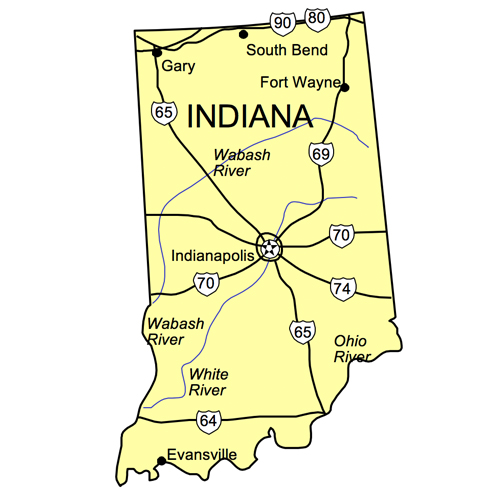 90
80
South Bend
Gary
Fort Wayne
65
INDIANA
Wabash
River
69
70
Indianapolis
70
74
Wabash
River
65
Ohio
River
White
River
64
Evansville